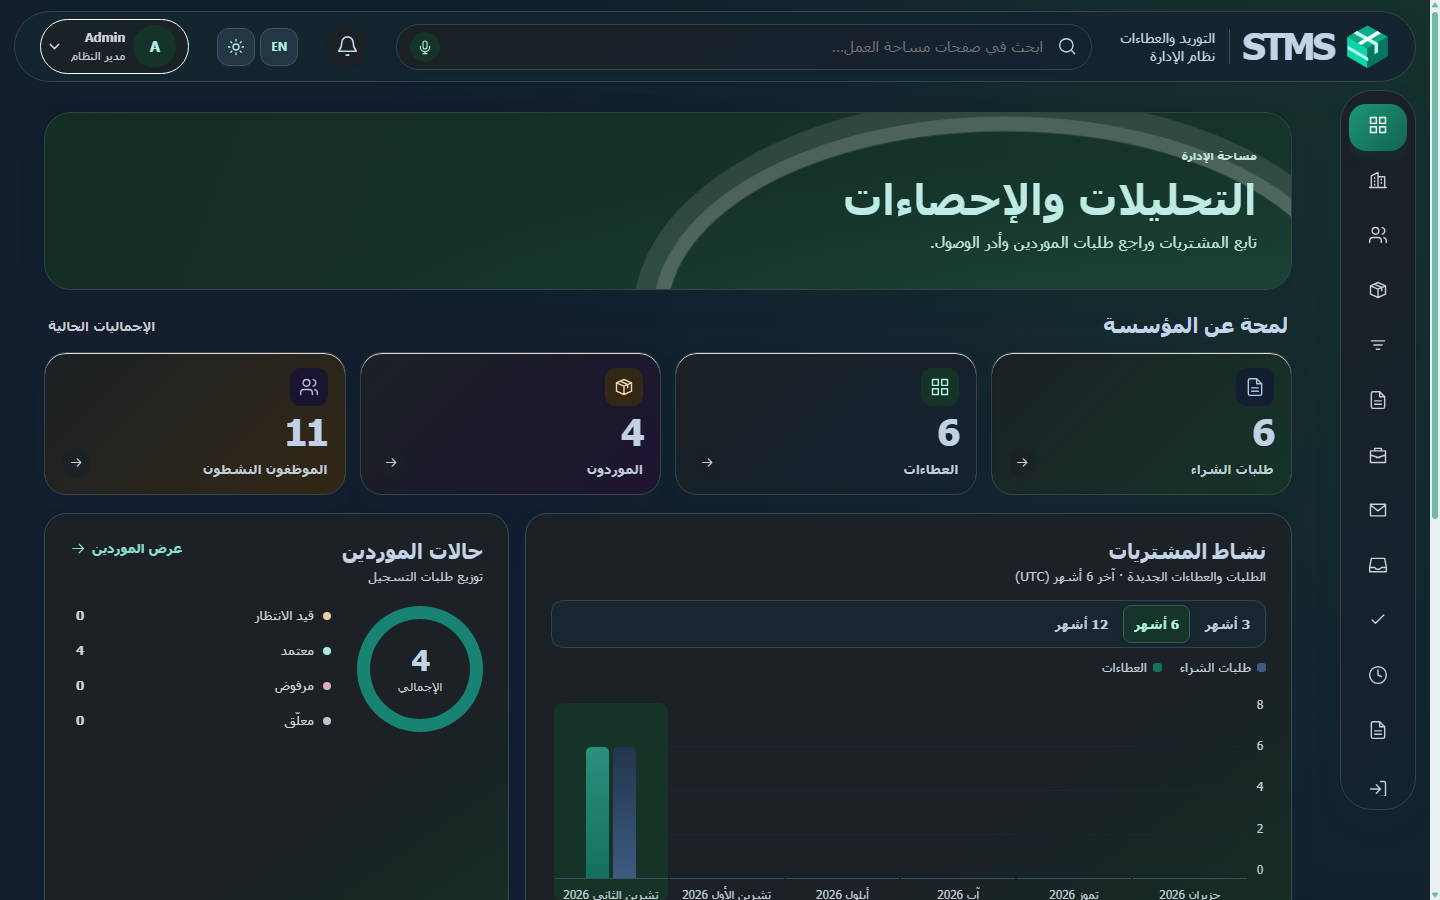 STMS
التوريد والعطاءات
نظام الإدارة
ابحث في صفحات مساحة العمل...
EN
A
Admin
مدير النظام
مساحة الإدارة
التحليلات والإحصاءات
تابع المشتريات وراجع طلبات الموردين وأدر الوصول.
لمحة عن المؤسسة
الإجماليات الحالية
6
طلبات الشراء
6
العطاءات
4
الموردون
11
الموظفون النشطون
نشاط المشتريات
الطلبات والعطاءات الجديدة · آخر 6 أشهر (UTC)
3 أشهر
6 أشهر
12 أشهر
طلبات الشراء
العطاءات
8
6
4
2
0
حزيران 2026
تموز 2026
آب 2026
أيلول 2026
تشرين الأول 2026
تشرين الثاني 2026
حالات الموردين
عرض الموردين
توزيع طلبات التسجيل
4
الإجمالي
قيد الانتظار 0
معتمد 4
مرفوض 0
معلّق 0